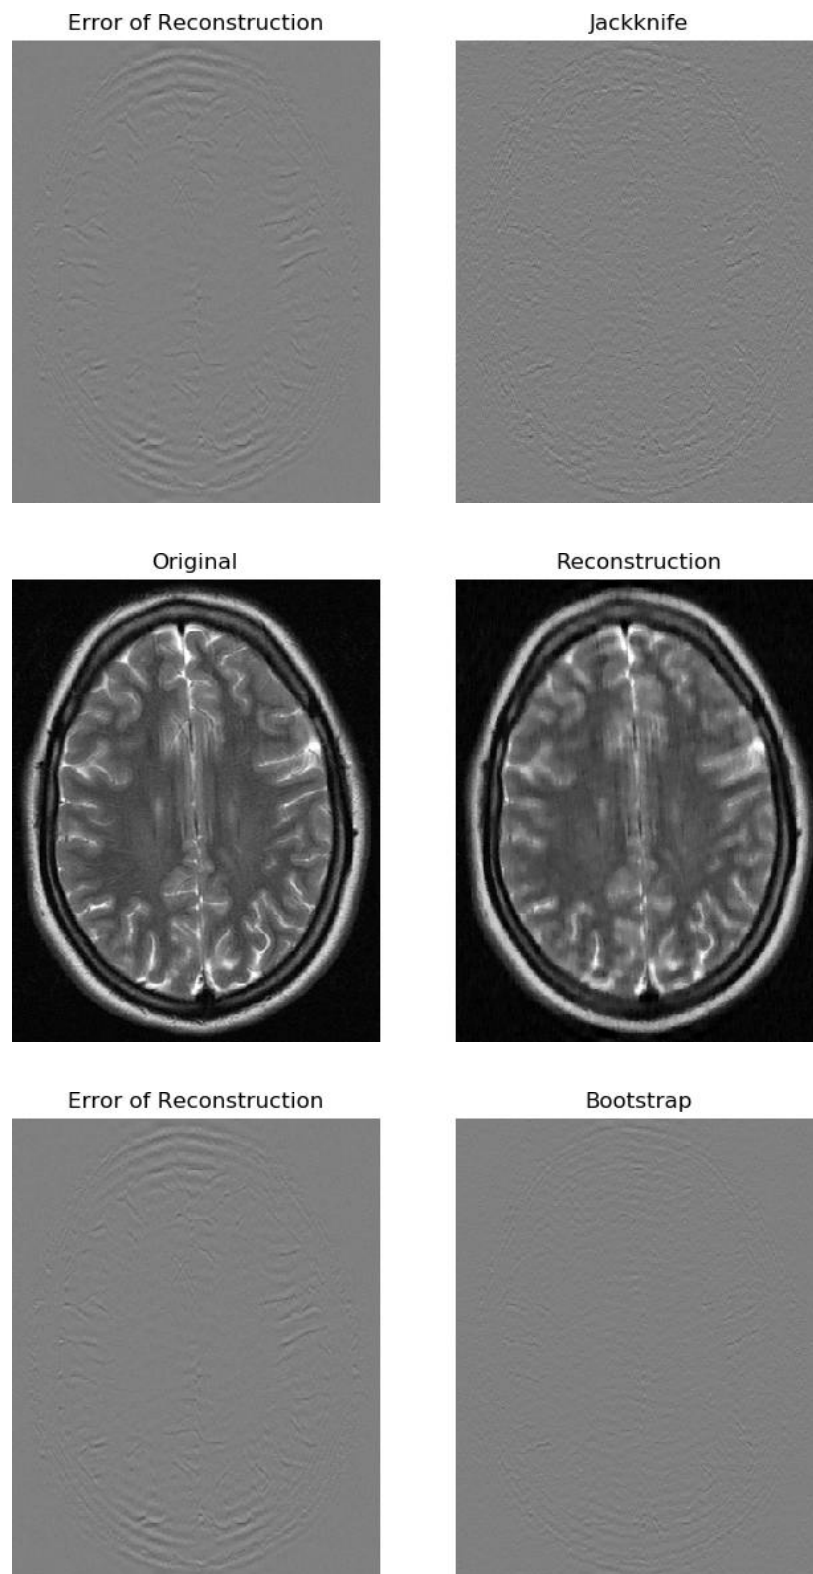 Error of Reconstruction
Jackknife
Original
Reconstruction
Error of Reconstruction
Bootstrap